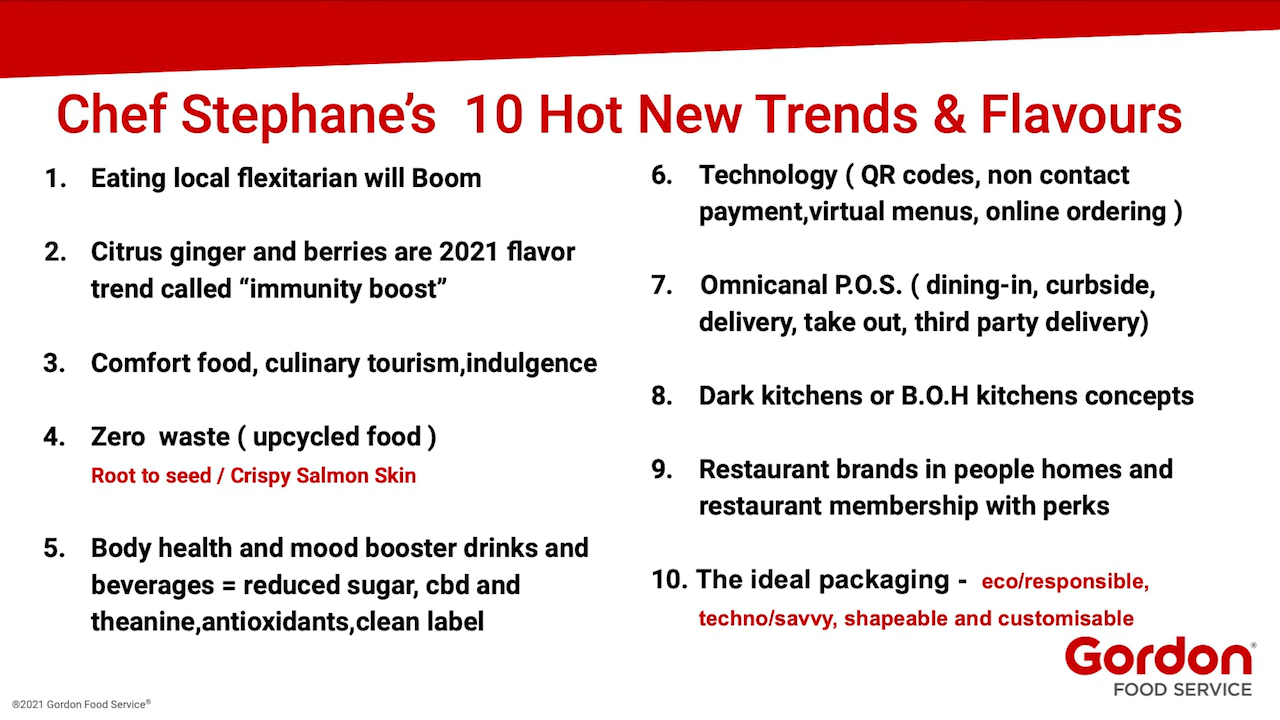 Chef Stephane's  10 Hot New Trends & Flavours
1. Eating local flexitarian will Boom
2. Citrus ginger and berries are 2021 flavor
trend called “immunity boost”
3. Comfort food, culinary tourism,indulgence
4. Zero  waste ( upcycled food )
Root to seed / Crispy Salmon Skin
5. Body health and mood booster drinks and
beverages = reduced sugar, cbd and
theanine,antioxidants,clean label
6. Technology ( QR codes, non contact
payment,virtual menus, online ordering )
7. Omnicanal P.O.S. ( dining-in, curbside,
delivery, take out, third party delivery)
8. Dark kitchens or B.O.H kitchens concepts
9. Restaurant brands in people homes and
restaurant membership with perks
10. The ideal packaging -  eco/responsible,
techno/savvy, shapeable and customisable
Gordon®
FOOD SERVICE
®2021 Gordon Food Service®